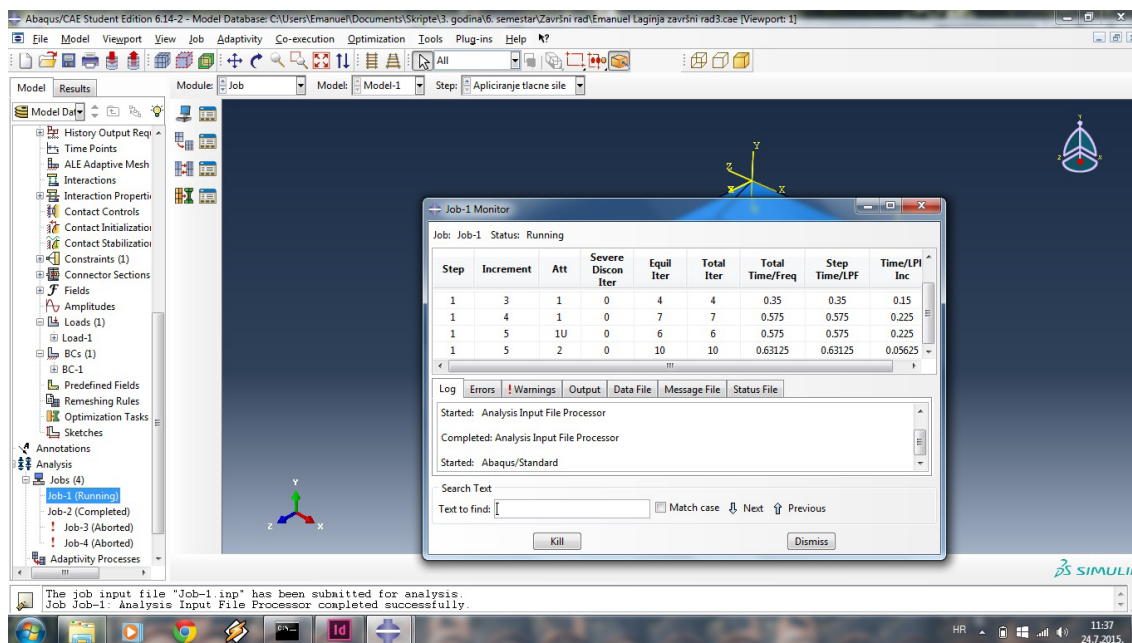 Abaqus/CAE Student Edition 6.14-2 - Model Database: C:\Users\Emanuel\Documents\Skripte\3. godina\6. semestar\Završni rad\Emanuel Laginja završni rad3.cae [Viewport: 1]
File Model Viewport View Job Adaptivity Co-execution Optimization Tools Plug-ins Help
All
Model Results
Module: Job Model: Model-1 Step: Apliciranje tlacne sile
Model Dat
History Output Requ
Time Points
ALE Adaptive Mesh
Interactions
Interaction Properti
Contact Controls
Contact Initialization
Contact Stabilization
Constraints (1)
Connector Sections
Fields
Amplitudes
Loads (1)
Load-1
BCs (1)
BC-1
Predefined Fields
Remeshing Rules
Optimization Tasks
Sketches
Annotations
Analysis
Jobs (4)
Job-1 (Running)
Job-2 (Completed)
Job-3 (Aborted)
Job-4 (Aborted)
Adaptivity Processes
Y
Z
X
X
Y
Z
X
Y
Z
X
Job-1 Monitor
Job: Job-1 Status: Running
Step Increment Att Severe Discon Iter Equil Iter Total Iter Total Time/Freq Step Time/LPF Time/LPF Inc
1 3 1 0 4 4 0.35 0.35 0.15
1 4 1 0 7 7 0.575 0.575 0.225
1 5 1U 0 6 6 0.575 0.575 0.225
1 5 2 0 10 10 0.63125 0.63125 0.05625
Log Errors ! Warnings Output Data File Message File Status File
Started: Analysis Input File Processor
Completed: Analysis Input File Processor
Started: Abaqus/Standard
Search Text
Text to find: Match case Next Previous
Kill Dismiss
SIMULI
The job input file "Job-1.inp" has been submitted for analysis.
Job Job-1: Analysis Input File Processor completed successfully.
Id
HR
11:37
24.7.2015.